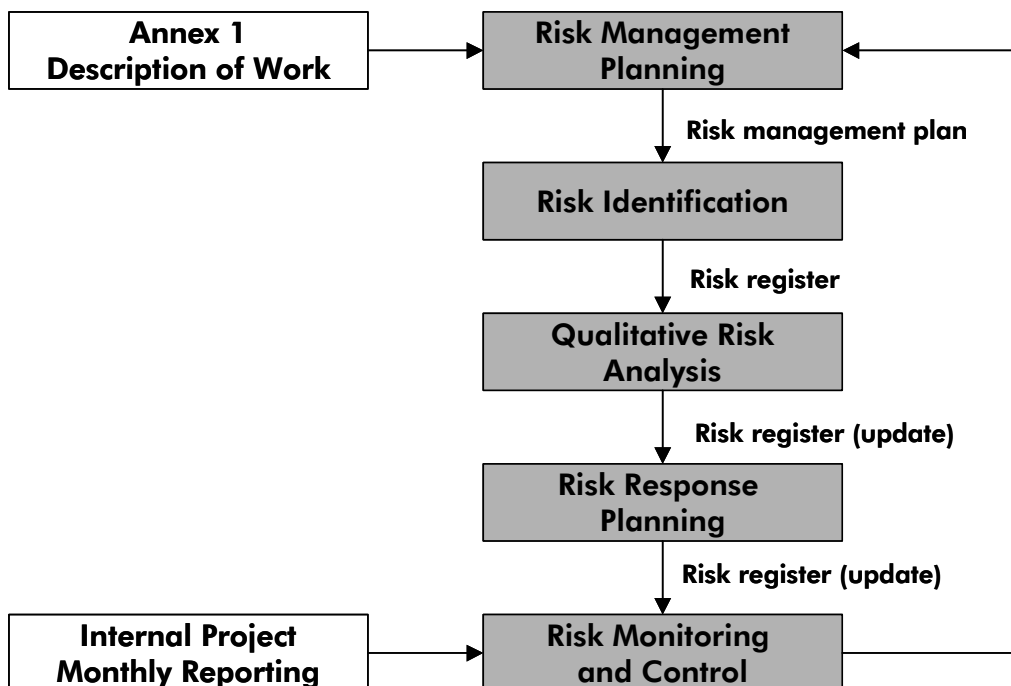 Annex 1
Description of Work
Risk Management
Planning
Risk management plan
Risk Identification
Risk register
Qualitative Risk
Analysis
Risk register (update)
Risk Response
Planning
Risk register (update)
Internal Project
Monthly Reporting
Risk Monitoring
and Control